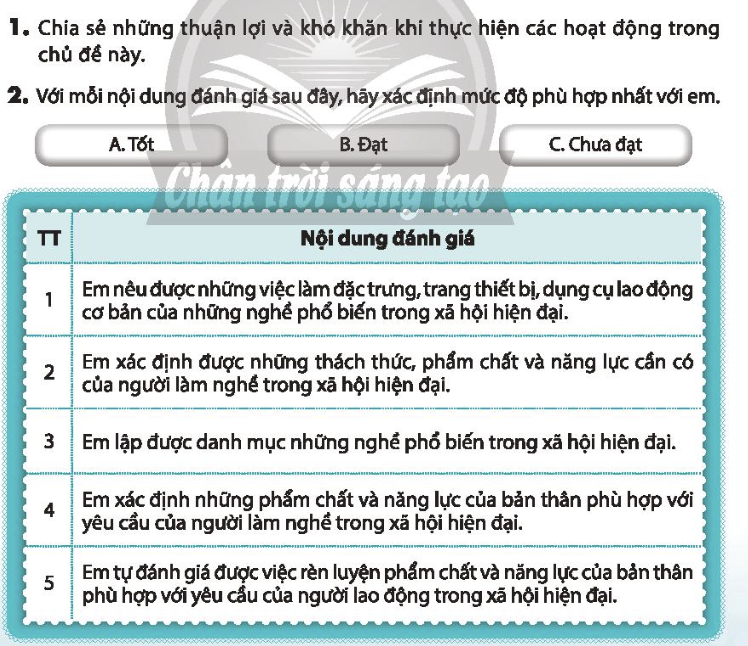 1. Chia sẻ những thuận lợi và khó khăn khi thực hiện các hoạt động trong
chủ đề này.
2. Với mỗi nội dung đánh giá sau đây, hãy xác định mức độ phù hợp nhất với em.
A. Tốt
B. Đạt
C. Chưa đạt
Chân trời sáng tạo
TT
Nội dung đánh giá
1
Em nêu được những việc làm đặc trưng, trang thiết bị, dụng cụ lao động
cơ bản của những nghề phổ biến trong xã hội hiện đại.
2
Em xác định được những thách thức, phẩm chất và năng lực cần có
của người làm nghề trong xã hội hiện đại.
3
Em lập được danh mục những nghề phổ biến trong xã hội hiện đại.
4
Em xác định những phẩm chất và năng lực của bản thân phù hợp với
yêu cầu của người làm nghề trong xã hội hiện đại.
5
Em tự đánh giá được việc rèn luyện phẩm chất và năng lực của bản thân
phù hợp với yêu cầu của người lao động trong xã hội hiện đại.